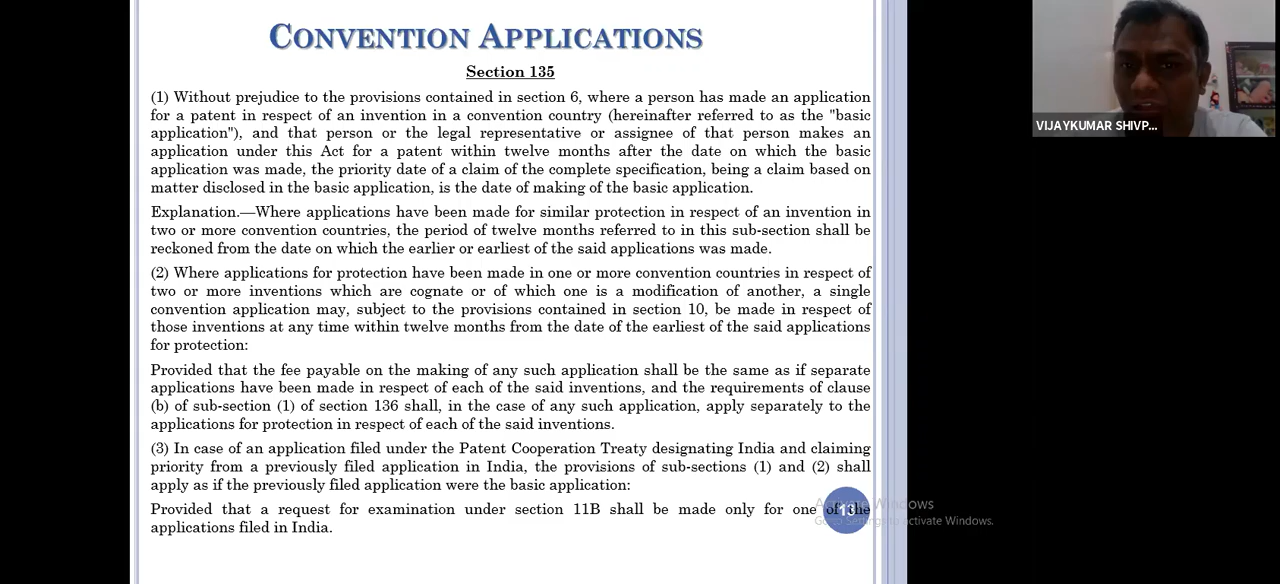 CONVENTION APPLICATIONS
Section 135
(1) Without prejudice to the provisions contained in section 6, where a person has made an application
for a patent in respect of an invention in a convention country (hereinafter referred to as the "basic
application"), and that person or the legal representative or assignee of that person makes an
application under this Act for a patent within twelve months after the date on which the basic
application was made, the priority date of a claim of the complete specification, being a claim based on
matter disclosed in the basic application, is the date of making of the basic application.
Explanation.—Where applications have been made for similar protection in respect of an invention in
two or more convention countries, the period of twelve months referred to in this sub-section shall be
reckoned from the date on which the earlier or earliest of the said applications was made.
(2) Where applications for protection have been made in one or more convention countries in respect of
two or more inventions which are cognate or of which one is a modification of another, a single
convention application may, subject to the provisions contained in section 10, be made in respect of
those inventions at any time within twelve months from the date of the earliest of the said applications
for protection:
Provided that the fee payable on the making of any such application shall be the same as if separate
applications have been made in respect of each of the said inventions, and the requirements of clause
(b) of sub-section (1) of section 136 shall, in the case of any such application, apply separately to the
applications for protection in respect of each of the said inventions.
(3) In case of an application filed under the Patent Cooperation Treaty designating India and claiming
priority from a previously filed application in India, the provisions of sub-sections (1) and (2) shall
apply as if the previously filed application were the basic application:
Provided that a request for examination under section 11B shall be made only for one of the
applications filed in India.
13
Activate Windows
Go to Settings to activate Windows.
VIJAYKUMAR SHIVP...